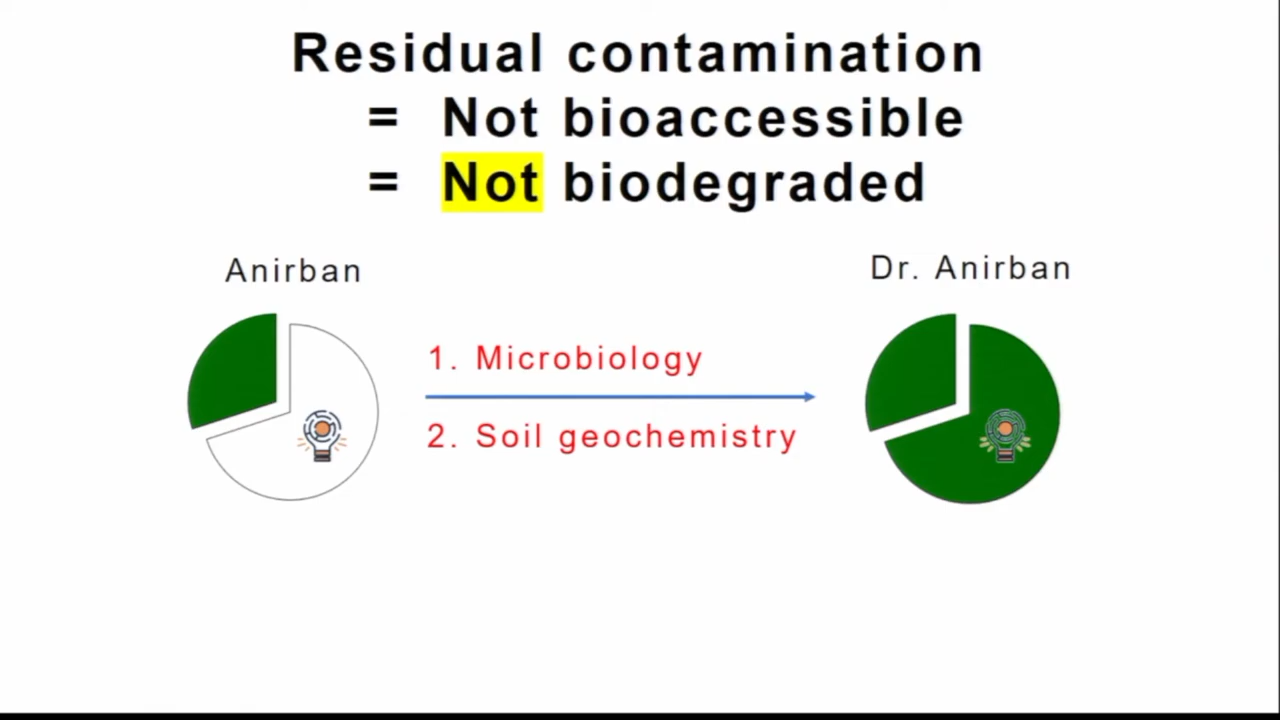 Residual contamination
= Not bioaccessible
= Not biodegraded
Anirban
Dr. Anirban
1. Microbiology
2. Soil geochemistry